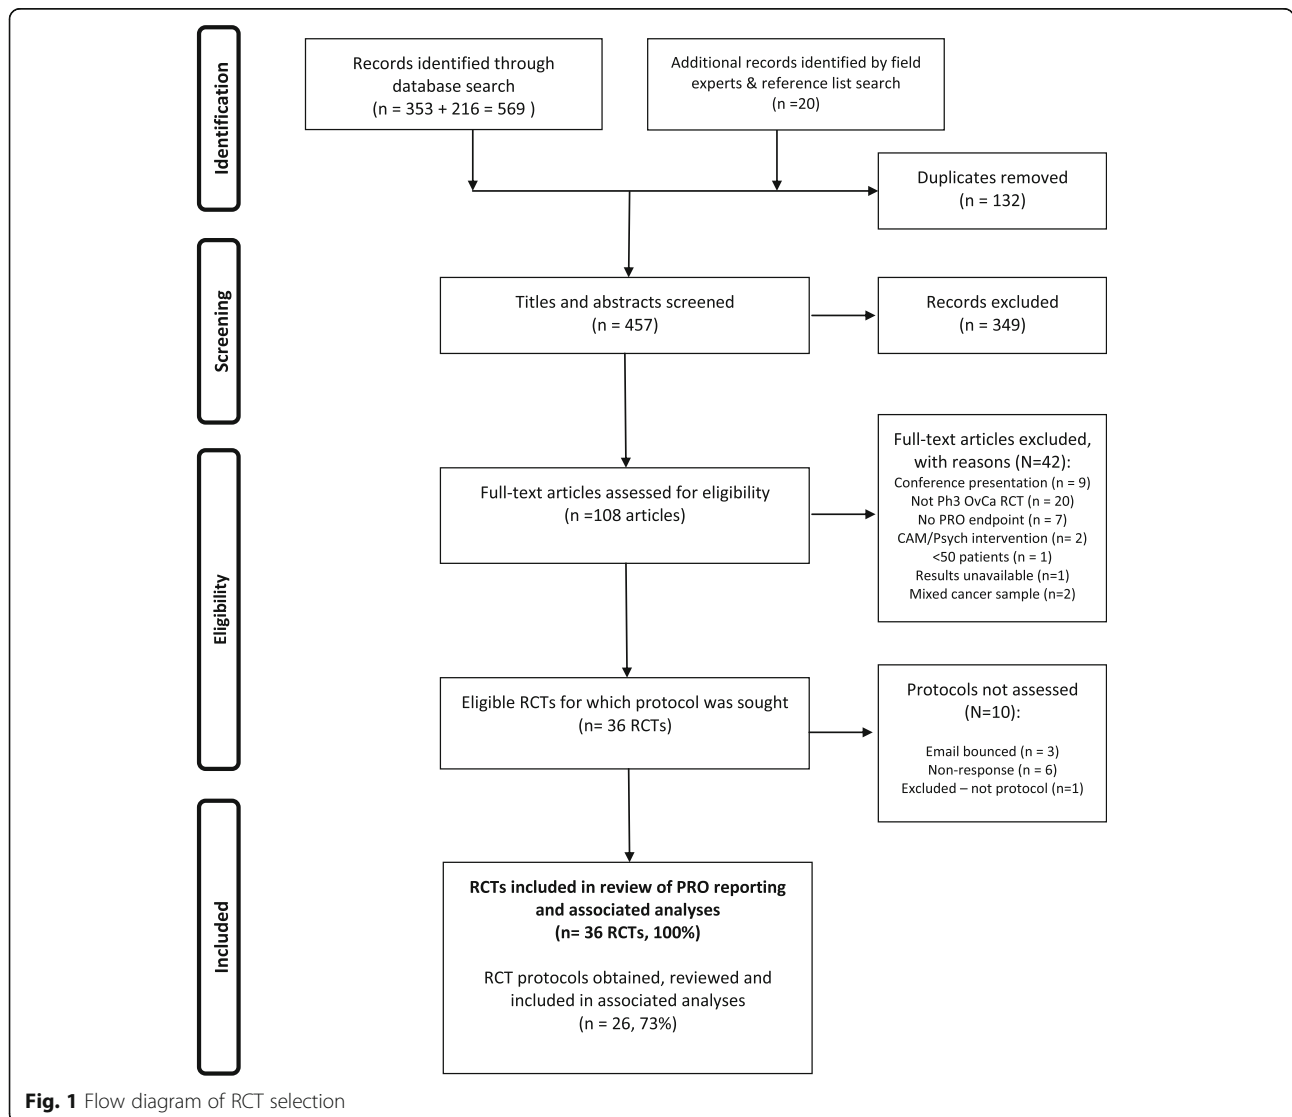 Identification
Records identified through
database search
(n = 353 + 216 = 569 )
Additional records identified by field
experts & reference list search
(n =20)
Duplicates removed
(n = 132)
Screening
Titles and abstracts screened
(n = 457)
Records excluded
(n = 349)
Eligibility
Full-text articles assessed for eligibility
(n =108 articles)
Full-text articles excluded,
with reasons (N=42):
Conference presentation (n = 9)
Not Ph3 OvCa RCT (n = 20)
No PRO endpoint (n = 7)
CAM/Psych intervention (n= 2)
<50 patients (n = 1)
Results unavailable (n=1)
Mixed cancer sample (n=2)
Eligible RCTs for which protocol was sought
(n= 36 RCTs)
Protocols not assessed
(N=10):
Email bounced (n = 3)
Non-response (n = 6)
Excluded – not protocol (n=1)
Included
RCTs included in review of PRO reporting
and associated analyses
(n= 36 RCTs, 100%)
RCT protocols obtained, reviewed and
included in associated analyses
(n = 26, 73%)
Fig. 1 Flow diagram of RCT selection